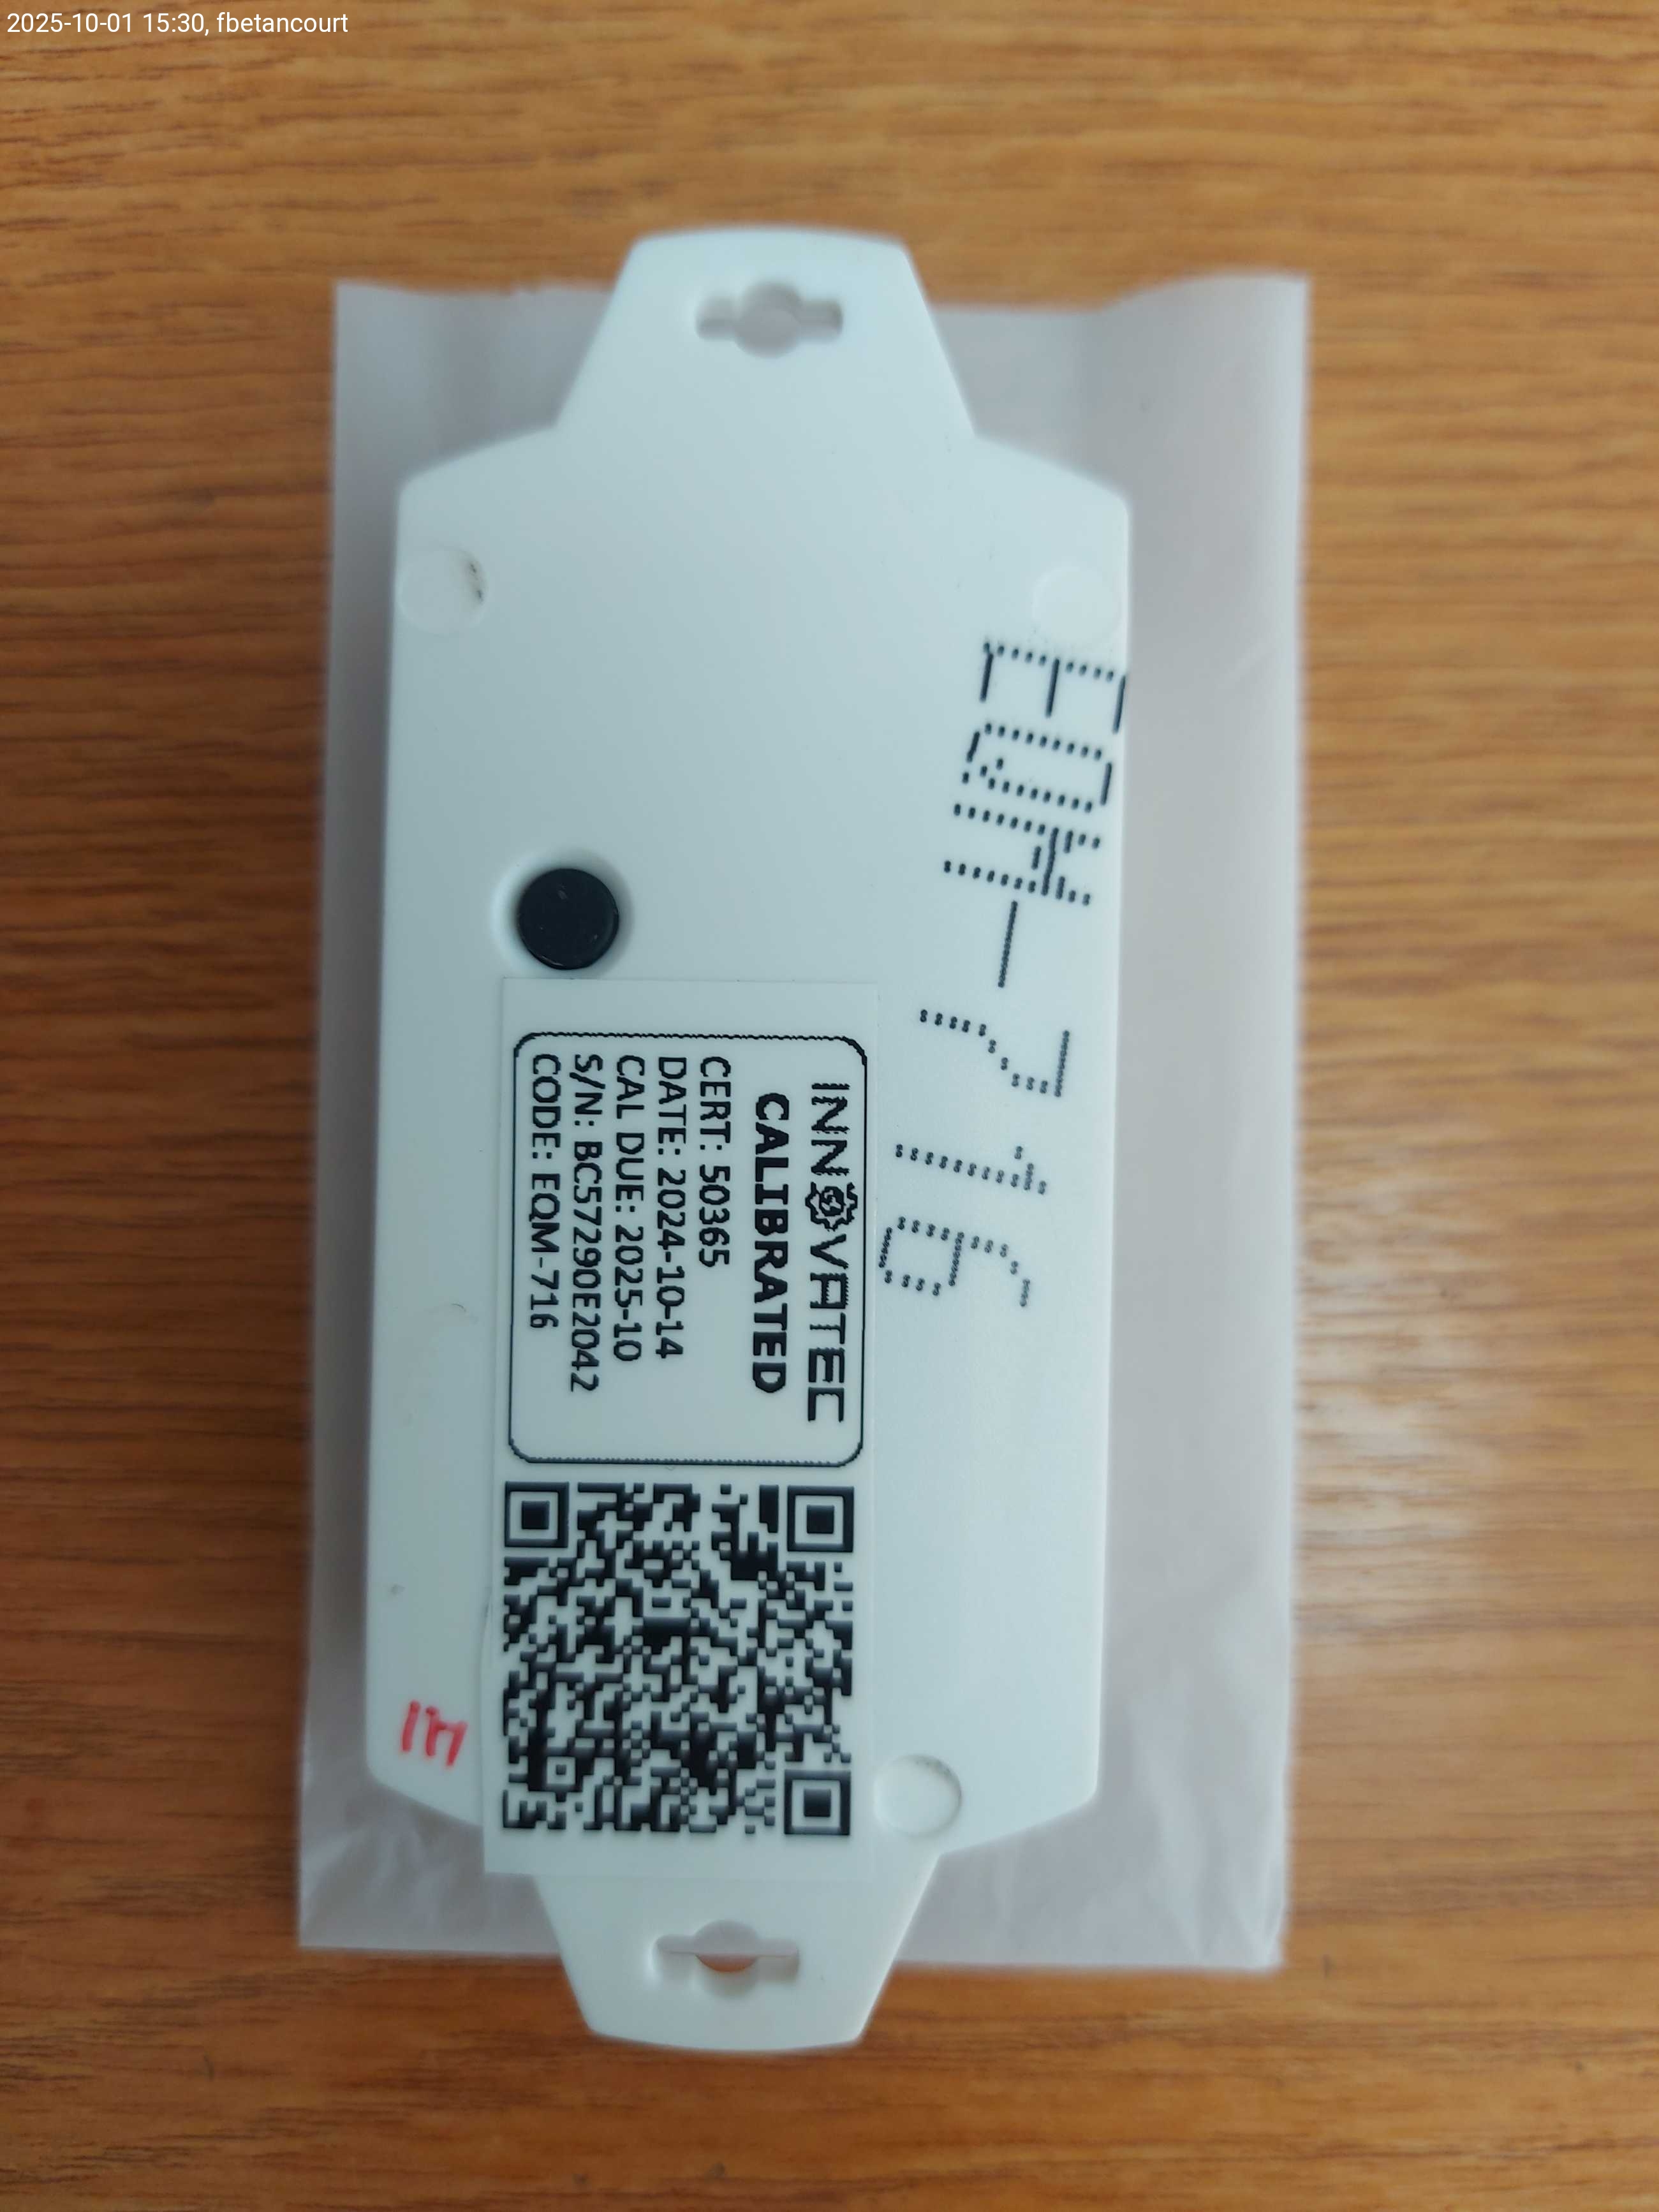 2025-10-01 15:30, fbetancourt
EQM-716
INNOVATEC
CALIBRATED
CERT: 50365
DATE: 2024-10-14
CAL DUE: 2025-10
S/N: BC57290E2042
CODE: EQM-716